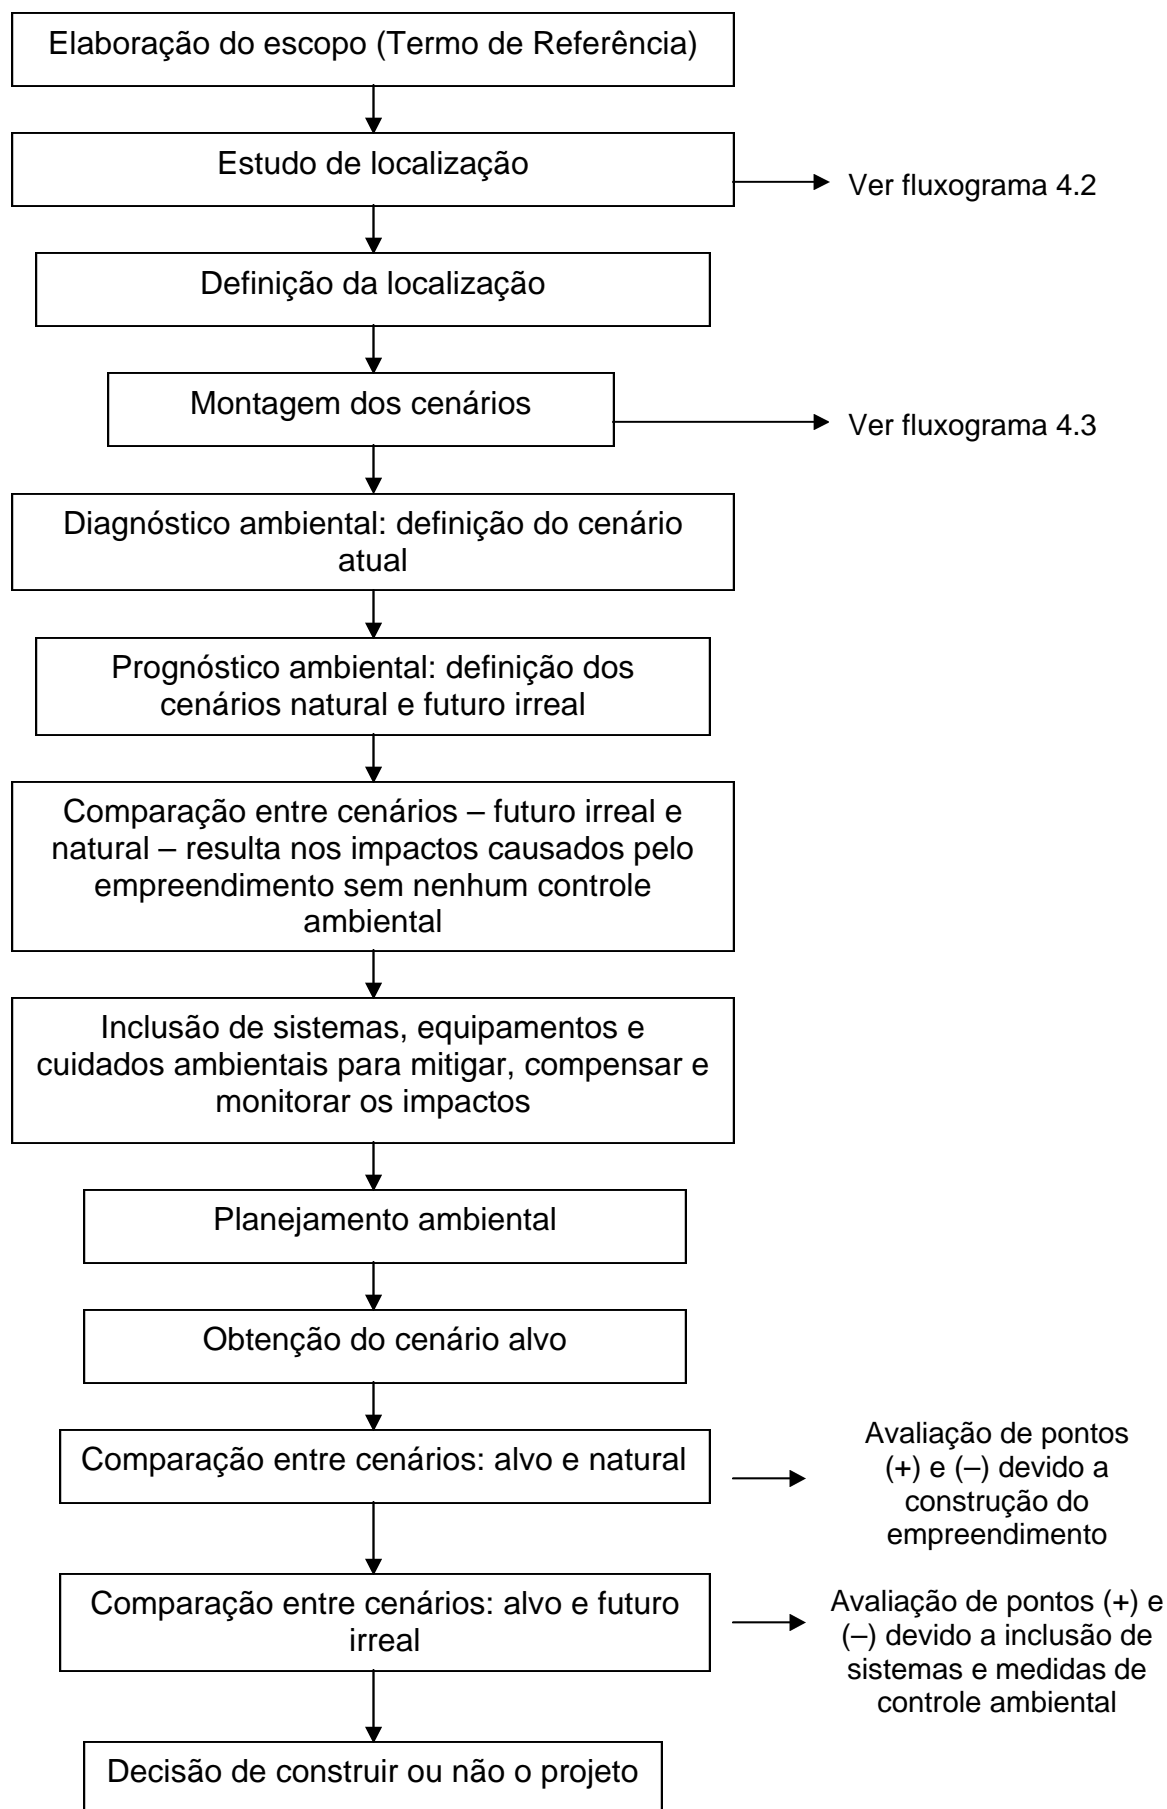 Elaboração do escopo (Termo de Referência)
Estudo de localização
Ver fluxograma 4.2
Definição da localização
Montagem dos cenários
Ver fluxograma 4.3
Diagnóstico ambiental: definição do cenário
atual
Prognóstico ambiental: definição dos
cenários natural e futuro irreal
Comparação entre cenários – futuro irreal e
natural – resulta nos impactos causados pelo
empreendimento sem nenhum controle
ambiental
Inclusão de sistemas, equipamentos e
cuidados ambientais para mitigar, compensar e
monitorar os impactos
Planejamento ambiental
Obtenção do cenário alvo
Comparação entre cenários: alvo e natural
Avaliação de pontos
(+) e (–) devido a
construção do
empreendimento
Comparação entre cenários: alvo e futuro
irreal
Avaliação de pontos (+) e
(–) devido a inclusão de
sistemas e medidas de
controle ambiental
Decisão de construir ou não o projeto